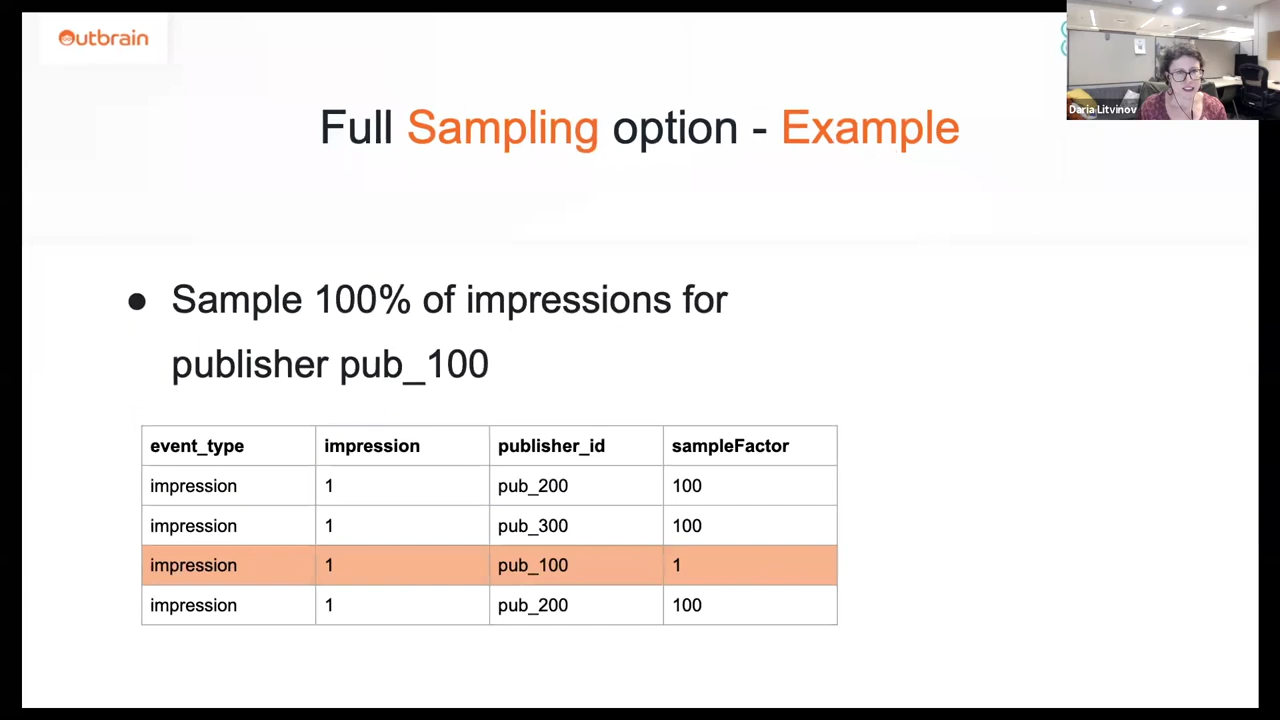 Outbrain
Daria Litvinov
Full Sampling option - Example
● Sample 100% of impressions for
publisher pub_100
event_type impression publisher_id sampleFactor
impression 1 pub_200 100
impression 1 pub_300 100
impression 1 pub_100 1
impression 1 pub_200 100